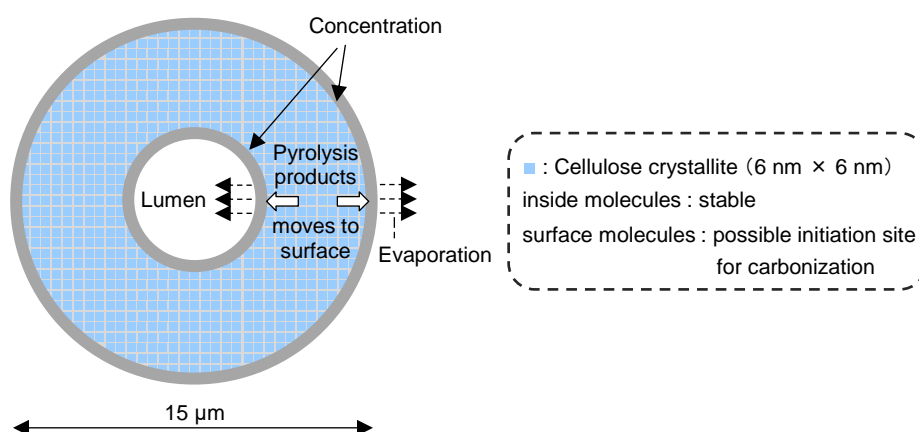 Concentration
Pyrolysis
products
Lumen
moves to
surface
Evaporation
15 μm
: Cellulose crystallite (6 nm × 6 nm)
inside molecules : stable
surface molecules : possible initiation site
for carbonization